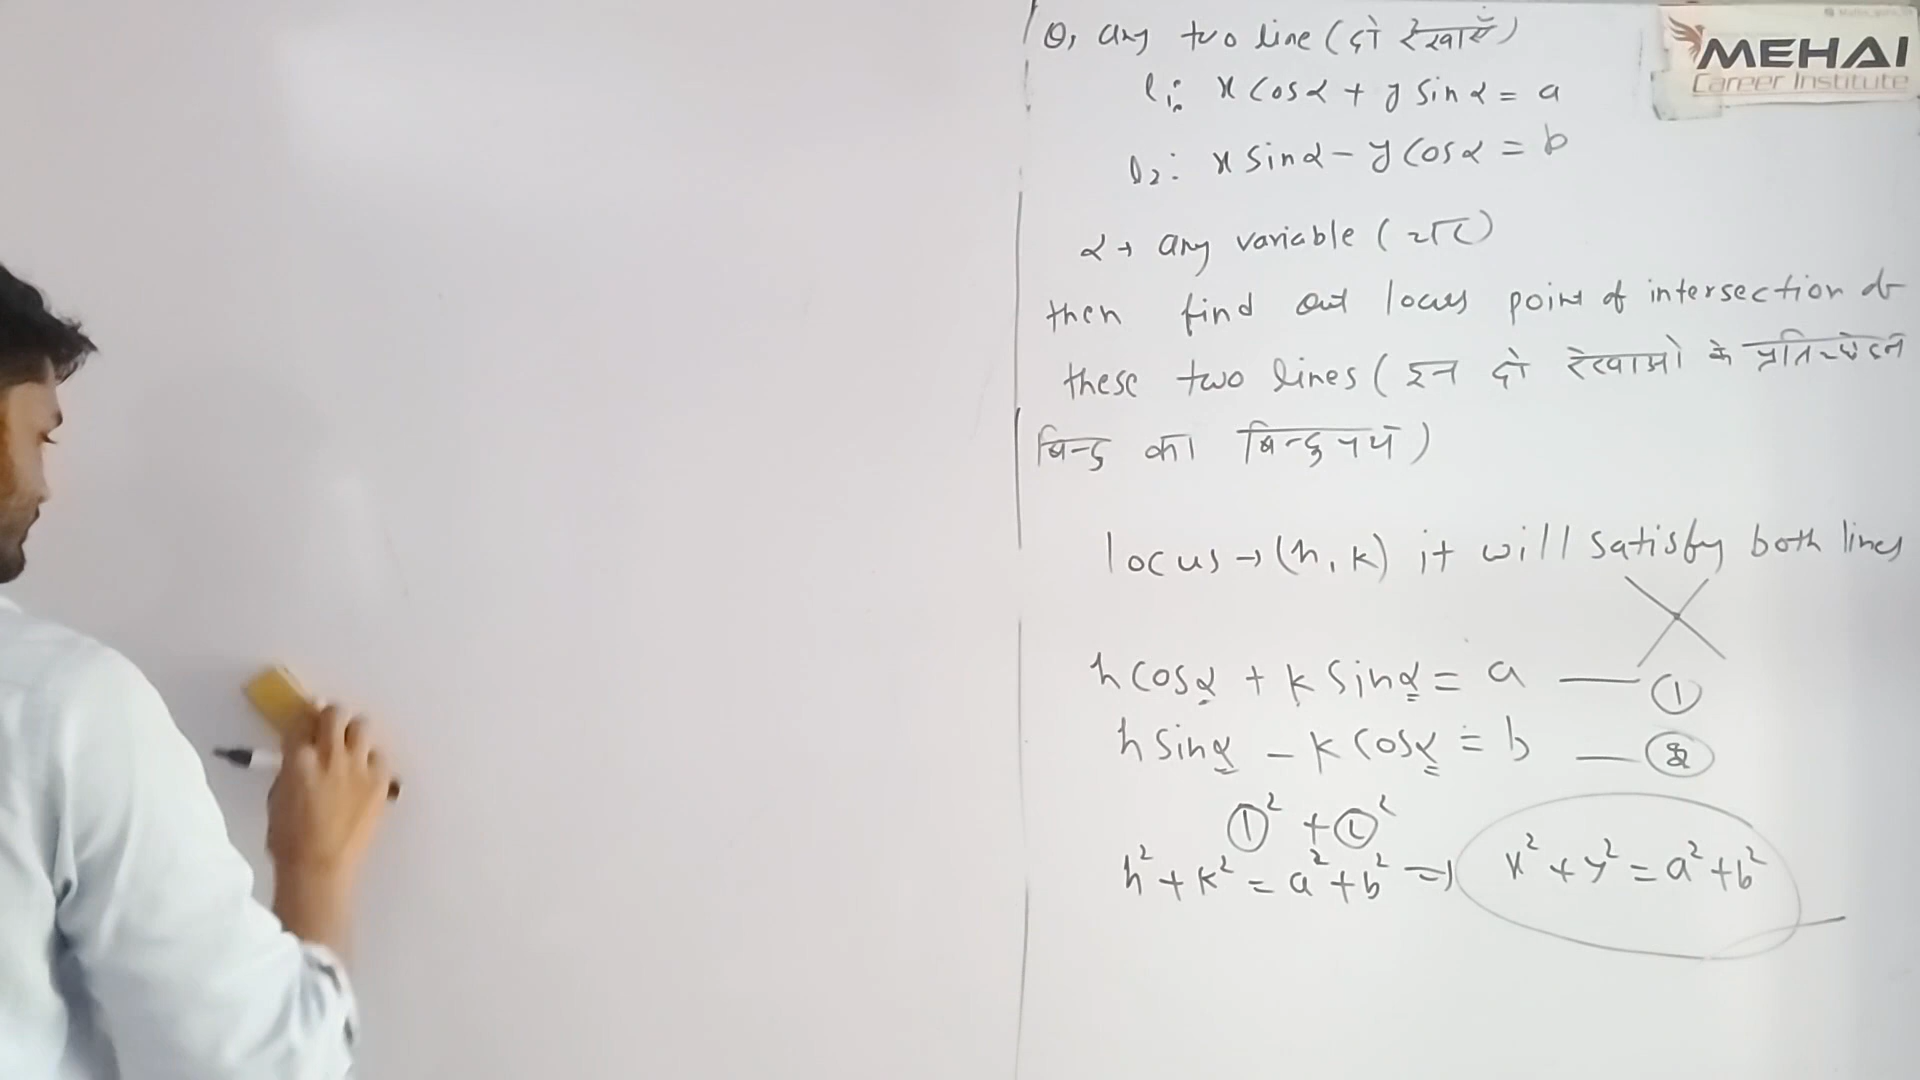 MEHAI
Career Institute
Q, any two line (दो रेखाएँ)
l₁: x cosα + y sinα = a
l₂: x sinα - y cosα = b
α → any variable (
then find out locus point of intersection of
these two lines (इन दो रेखाओ के प्रतिच्छेदन
बिन्दु का बिन्दुपथ)
locus → (h, k) it will satisfy both lines
h cosα + k sinα = a — ①
h sinα - k cosα = b — ②
①² + ②²
h² + k² = a² + b² ⇒ x² + y² = a² + b²